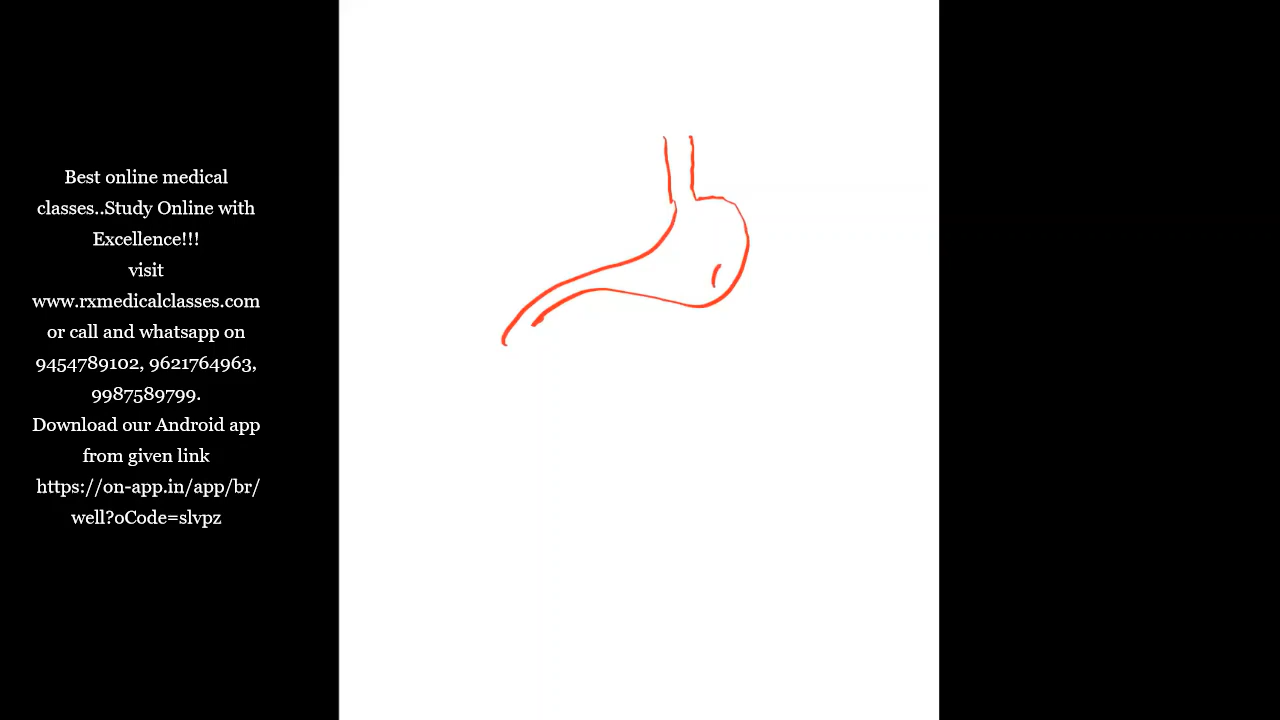 Best online medical
classes..Study Online with
Excellence!!!
visit
www.rxmedicalclasses.com
or call and whatsapp on
9454789102, 9621764963,
9987589799.
Download our Android app
from given link
https://on-app.in/app/br/
well?oCode=slvpz